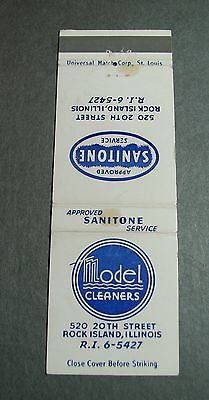 Universal Match Corp., St. Louis
520 20TH STREET
ROCK ISLAND, ILLINOIS
R.I. 6-5427
APPROVED
SANITONE
SERVICE
APPROVED
SANITONE
SERVICE
Model
CLEANERS
520 20TH STREET
ROCK ISLAND, ILLINOIS
R.I. 6-5427
Close Cover Before Striking